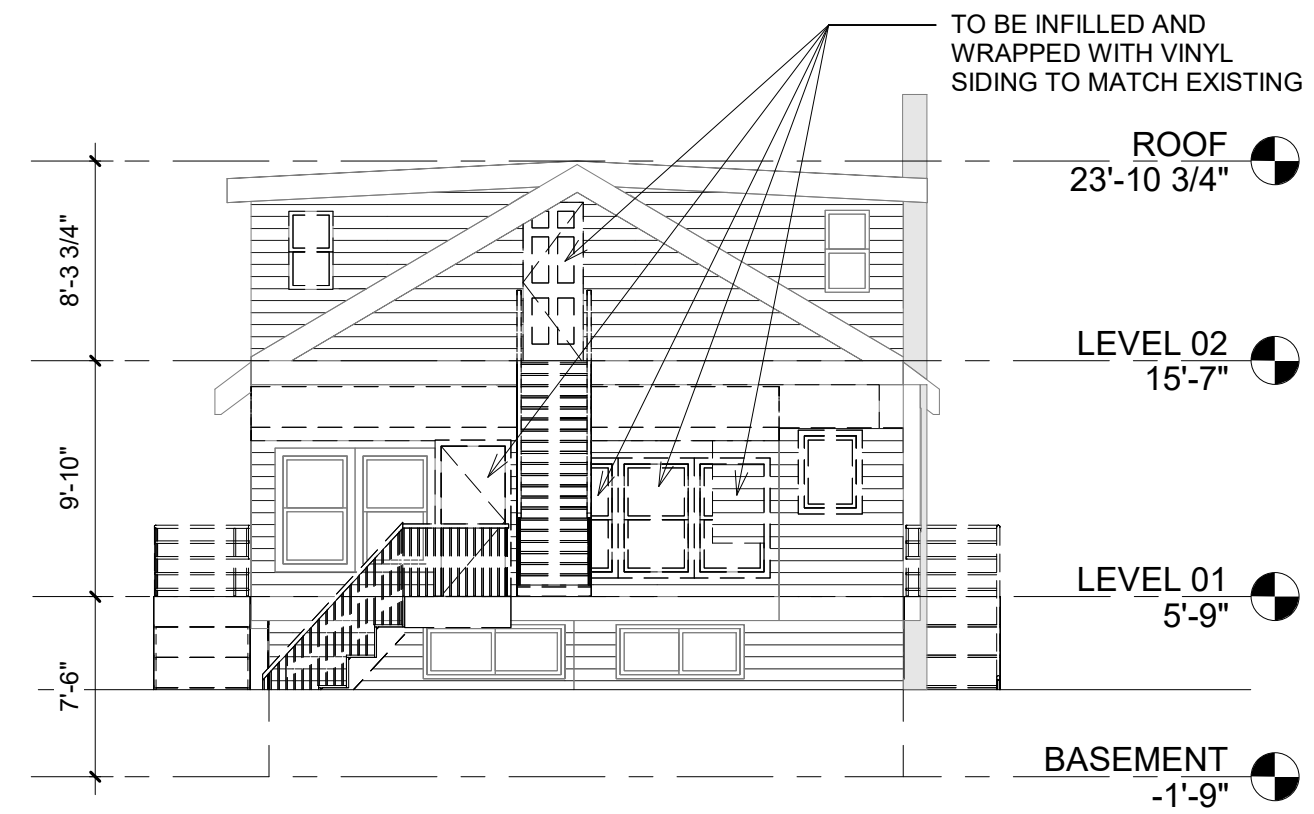 TO BE INFILLED AND
WRAPPED WITH VINYL
SIDING TO MATCH EXISTING
ROOF
23'-10 3/4"
8'-3 3/4"
LEVEL 02
15'-7"
9'-10"
LEVEL 01
5'-9"
7'-6"
BASEMENT
-1'-9"